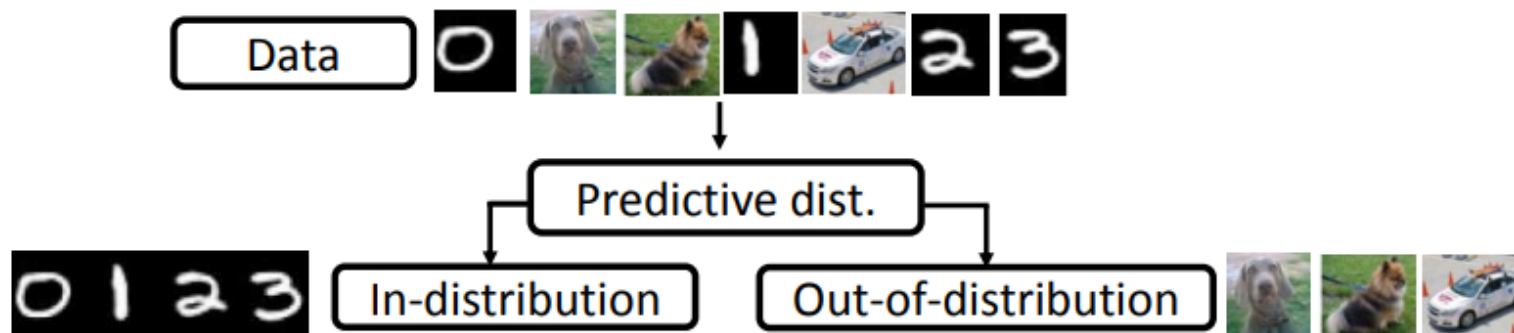 Data
0
1
2
3
Predictive dist.
0 1 2 3
In-distribution
Out-of-distribution